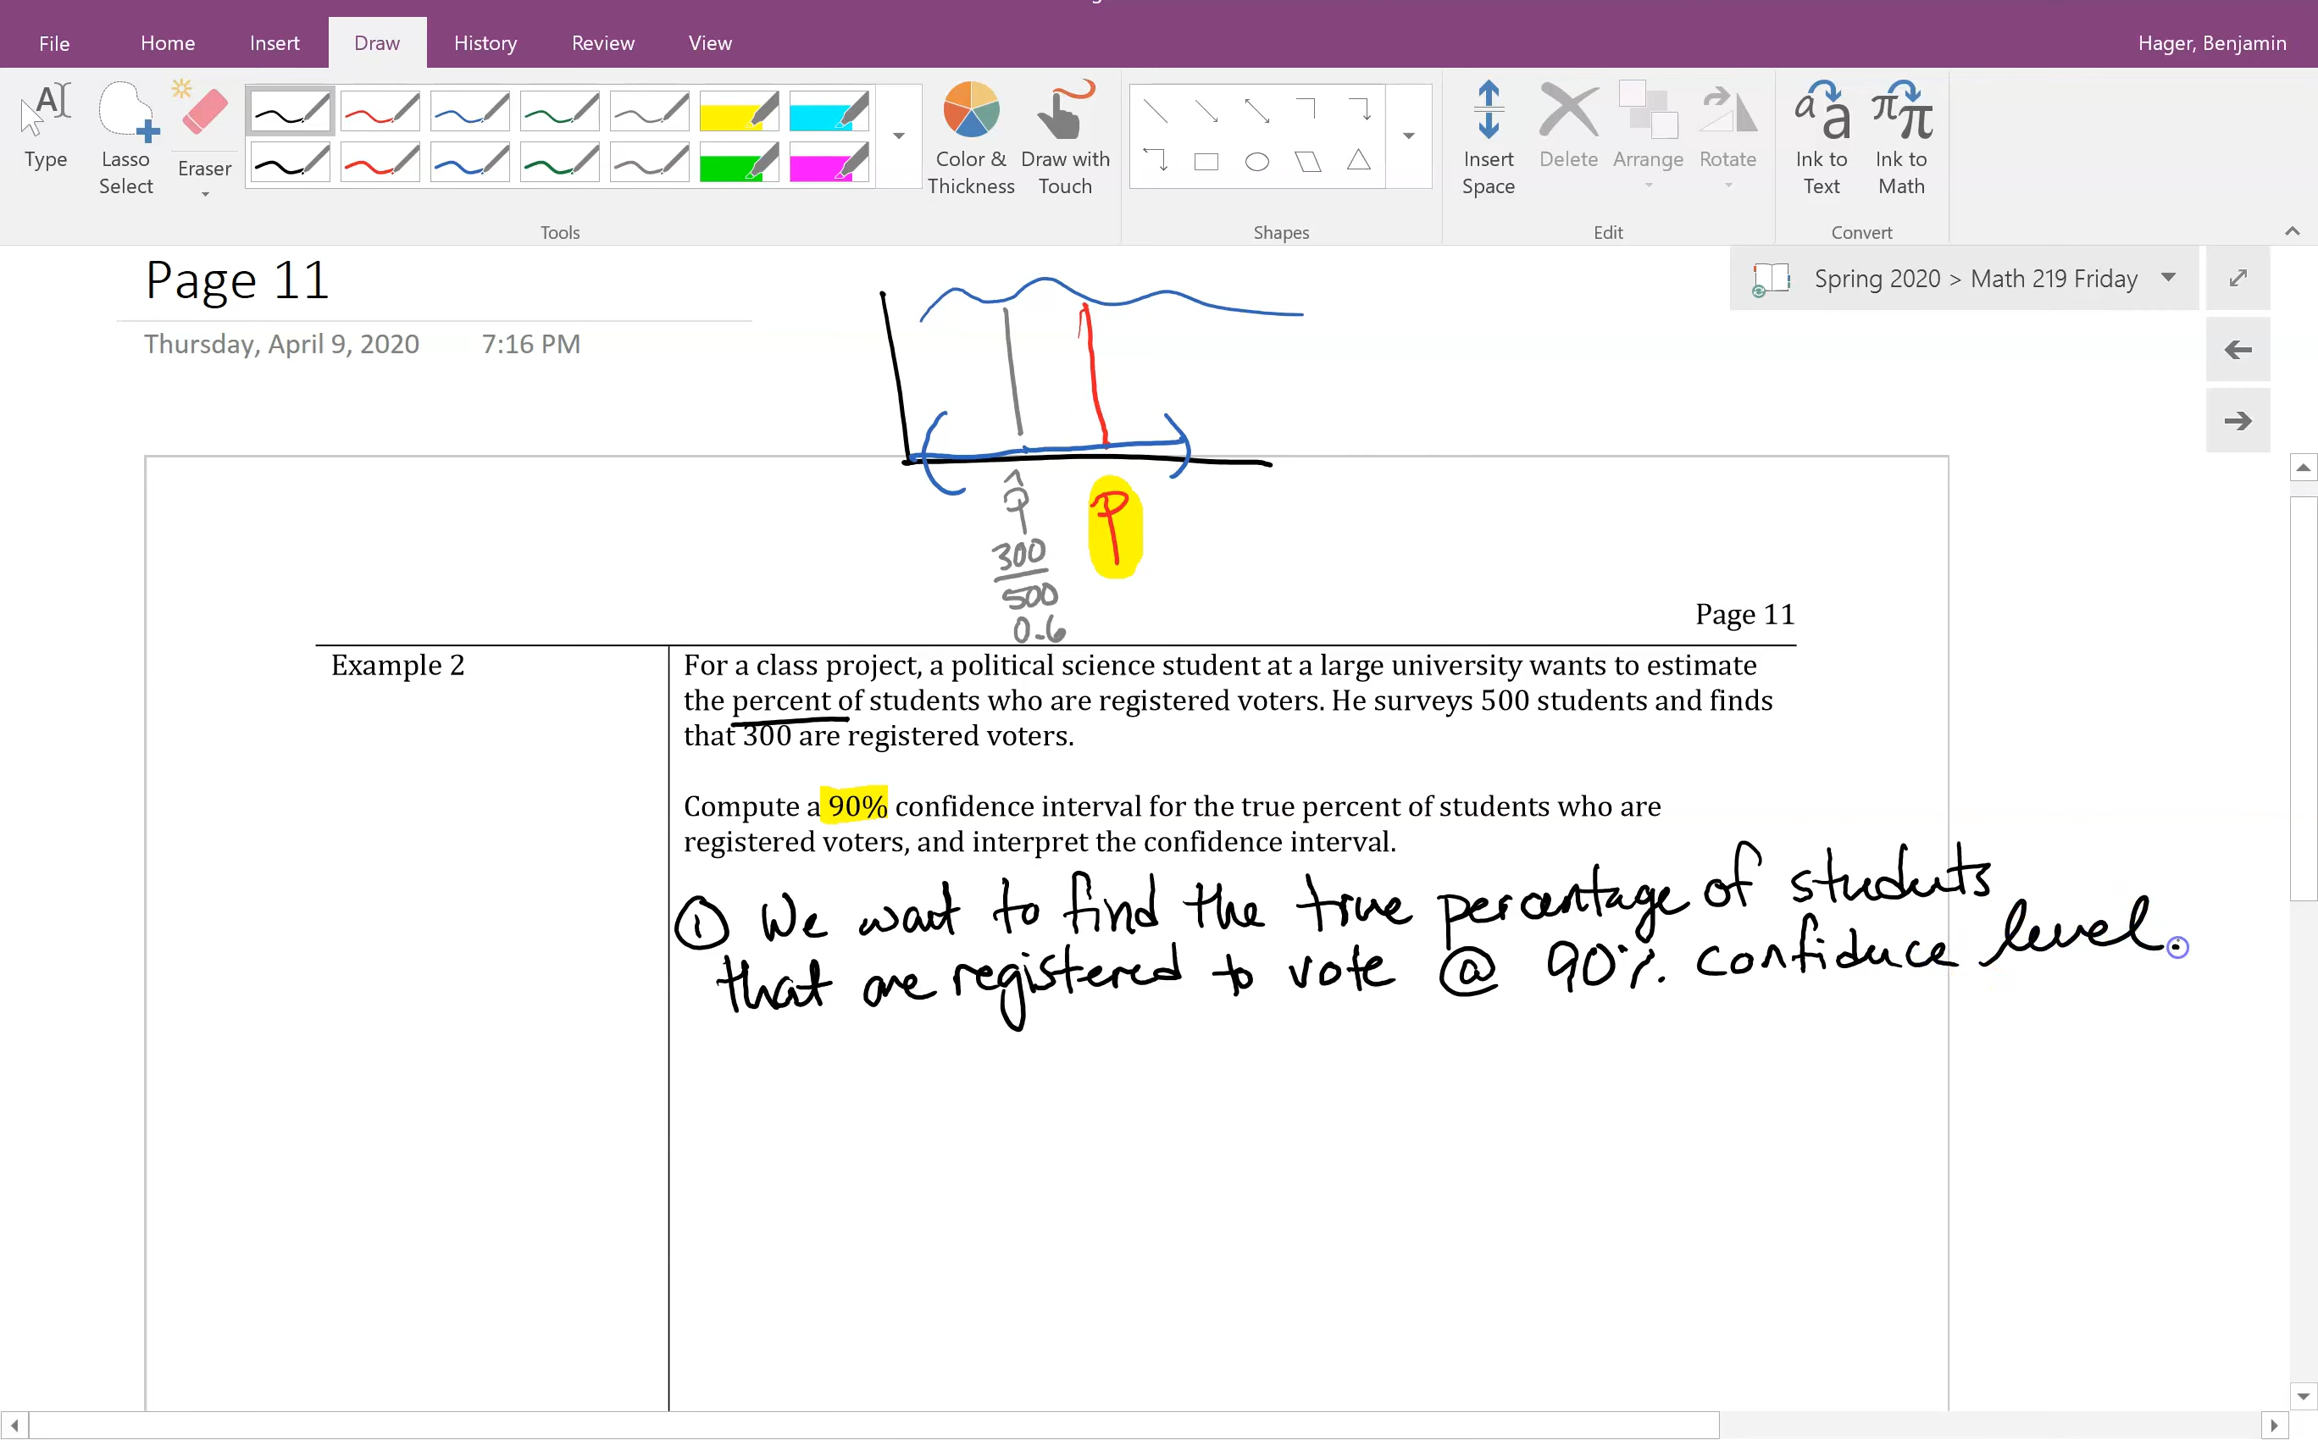 File Home Insert Draw History Review View Hager, Benjamin
Type
Lasso
Select
Eraser
Color &
Thickness
Draw with
Touch
Insert
Space
Delete
Arrange
Rotate
Ink to
Text
Ink to
Math
Tools
Shapes
Edit
Convert
Page 11
Spring 2020 > Math 219 Friday
Thursday, April 9, 2020 7:16 PM
p̂
P
300
500
0.6
Page 11
Example 2
For a class project, a political science student at a large university wants to estimate
the percent of students who are registered voters. He surveys 500 students and finds
that 300 are registered voters.
Compute a 90% confidence interval for the true percent of students who are
registered voters, and interpret the confidence interval.
① We want to find the true percentage of students
that are registered to vote @ 90% confidence level.